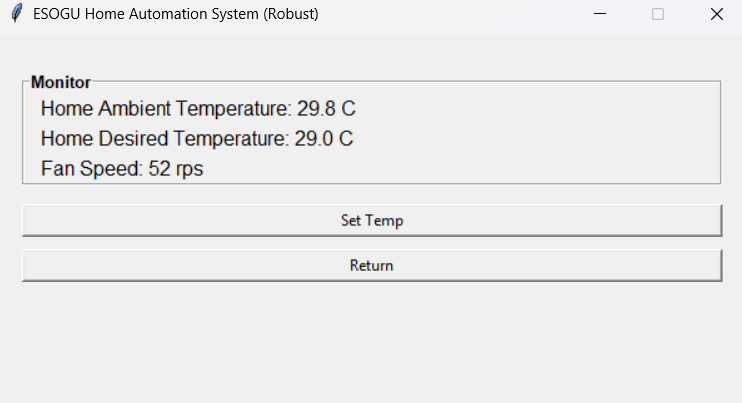 ESOGU Home Automation System (Robust)
Monitor
Home Ambient Temperature: 29.8 C
Home Desired Temperature: 29.0 C
Fan Speed: 52 rps
Set Temp
Return